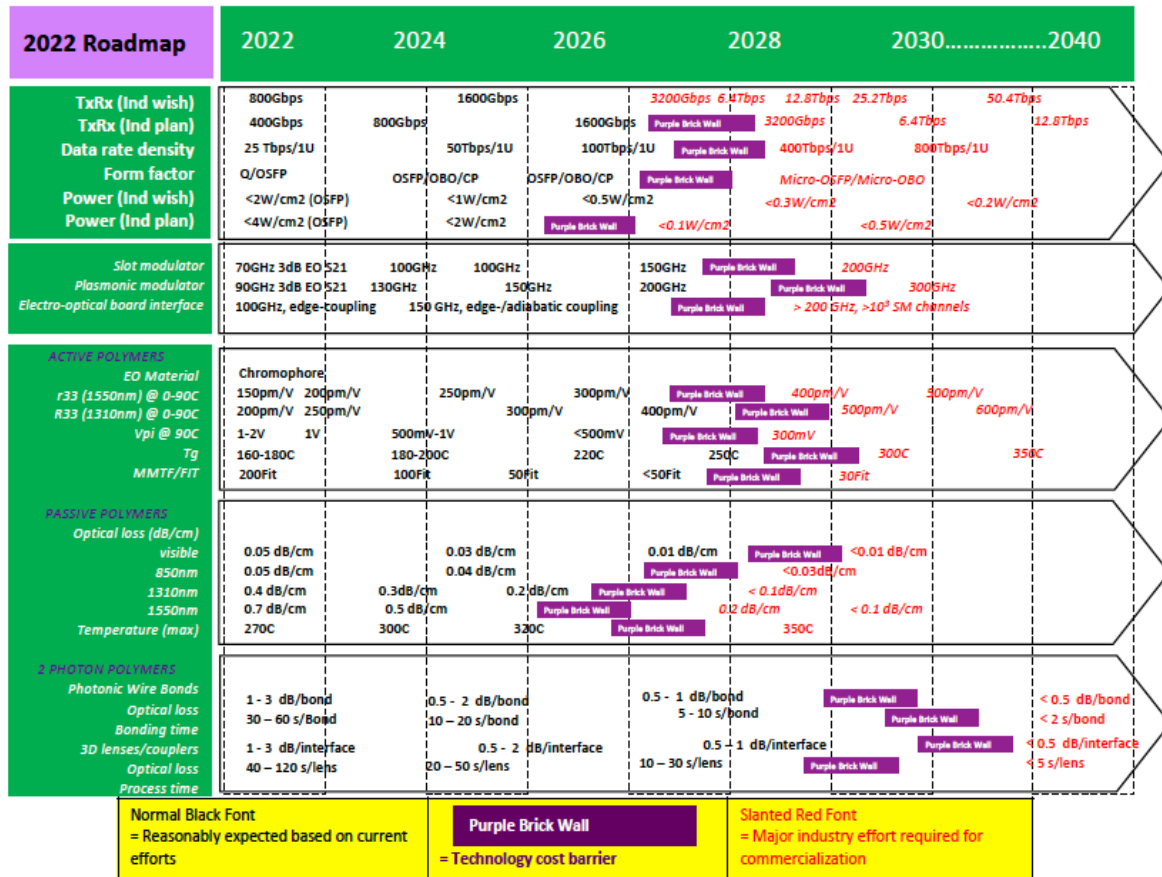 2022 Roadmap 2022 2024 2026 2028 2030..................2040
TxRx (Ind wish) 800Gbps 1600Gbps 3200Gbps 6.4Tbps 12.8Tbps 25.2Tbps 50.4Tbps
TxRx (Ind plan) 400Gbps 800Gbps 1600Gbps Purple Brick Wall 3200Gbps 6.4Tbps 12.8Tbps
Data rate density 25 Tbps/1U 50Tbps/1U 100Tbps/1U Purple Brick Wall 400Tbps/1U 800Tbps/1U
Form factor Q/OSFP OSFP/OBO/CP OSFP/OBO/CP Purple Brick Wall Micro-OSFP/Micro-OBO
Power (Ind wish) <2W/cm2 (OSFP) <1W/cm2 <0.5W/cm2 <0.3W/cm2 <0.2W/cm2
Power (Ind plan) <4W/cm2 (OSFP) <2W/cm2 Purple Brick Wall <0.1W/cm2 <0.5W/cm2
Slot modulator 70GHz 3dB EO S21 100GHz 100GHz 150GHz Purple Brick Wall 200GHz
Plasmonic modulator 90GHz 3dB EO S21 130GHz 150GHz 200GHz Purple Brick Wall 300GHz
Electro-optical board interface 100GHz, edge-coupling 150 GHz, edge-/adiabatic coupling Purple Brick Wall > 200 GHz, >10³ SM channels
ACTIVE POLYMERS
EO Material Chromophore
r33 (1550nm) @ 0-90C 150pm/V 200pm/V 250pm/V 300pm/V Purple Brick Wall 400pm/V 500pm/V
R33 (1310nm) @ 0-90C 200pm/V 250pm/V 300pm/V 400pm/V Purple Brick Wall 500pm/V 600pm/V
Vpi @ 90C 1-2V 1V 500mV-1V <500mV Purple Brick Wall 300mV
Tg 160-180C 180-200C 220C 250C Purple Brick Wall 300C 350C
MMTF/FIT 200Fit 100Fit 50Fit <50Fit Purple Brick Wall 30Fit
PASSIVE POLYMERS
Optical loss (dB/cm)
visible 0.05 dB/cm 0.03 dB/cm 0.01 dB/cm Purple Brick Wall <0.01 dB/cm
850nm 0.05 dB/cm 0.04 dB/cm Purple Brick Wall <0.03dB/cm
1310nm 0.4 dB/cm 0.3dB/cm 0.2 dB/cm Purple Brick Wall < 0.1dB/cm
1550nm 0.7 dB/cm 0.5 dB/cm Purple Brick Wall 0.2 dB/cm < 0.1 dB/cm
Temperature (max) 270C 300C 320C Purple Brick Wall 350C
2 PHOTON POLYMERS
Photonic Wire Bonds
Optical loss 1 - 3 dB/bond 0.5 - 2 dB/bond 0.5 - 1 dB/bond Purple Brick Wall < 0.5 dB/bond
Bonding time 30 – 60 s/Bond 10 – 20 s/bond 5 - 10 s/bond Purple Brick Wall < 2 s/bond
3D lenses/couplers
Optical loss 1 - 3 dB/interface 0.5 - 2 dB/interface 0.5 – 1 dB/interface Purple Brick Wall < 0.5 dB/interface
Process time 40 – 120 s/lens 20 – 50 s/lens 10 – 30 s/lens Purple Brick Wall < 5 s/lens
Normal Black Font
= Reasonably expected based on current
efforts
Purple Brick Wall
= Technology cost barrier
Slanted Red Font
= Major industry effort required for
commercialization